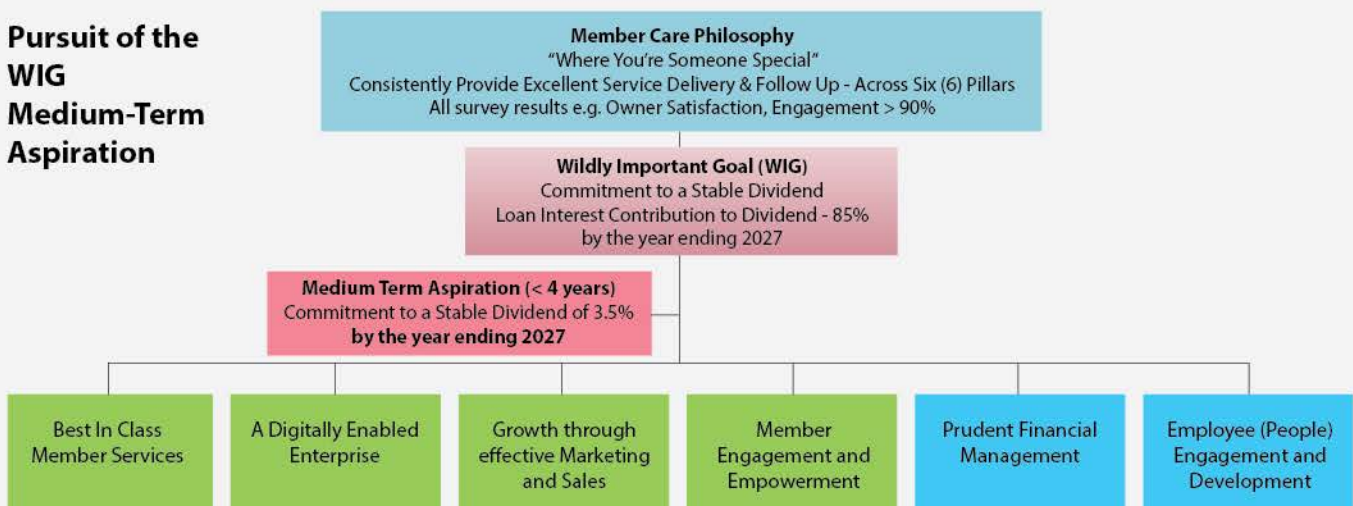 Pursuit of the
WIG
Medium-Term
Aspiration
Member Care Philosophy
“Where You’re Someone Special”
Consistently Provide Excellent Service Delivery & Follow Up - Across Six (6) Pillars
All survey results e.g. Owner Satisfaction, Engagement > 90%
Wildly Important Goal (WIG)
Commitment to a Stable Dividend
Loan Interest Contribution to Dividend - 85%
by the year ending 2027
Medium Term Aspiration (< 4 years)
Commitment to a Stable Dividend of 3.5%
by the year ending 2027
Best In Class
Member Services
A Digitally Enabled
Enterprise
Growth through
effective Marketing
and Sales
Member
Engagement and
Empowerment
Prudent Financial
Management
Employee (People)
Engagement and
Development